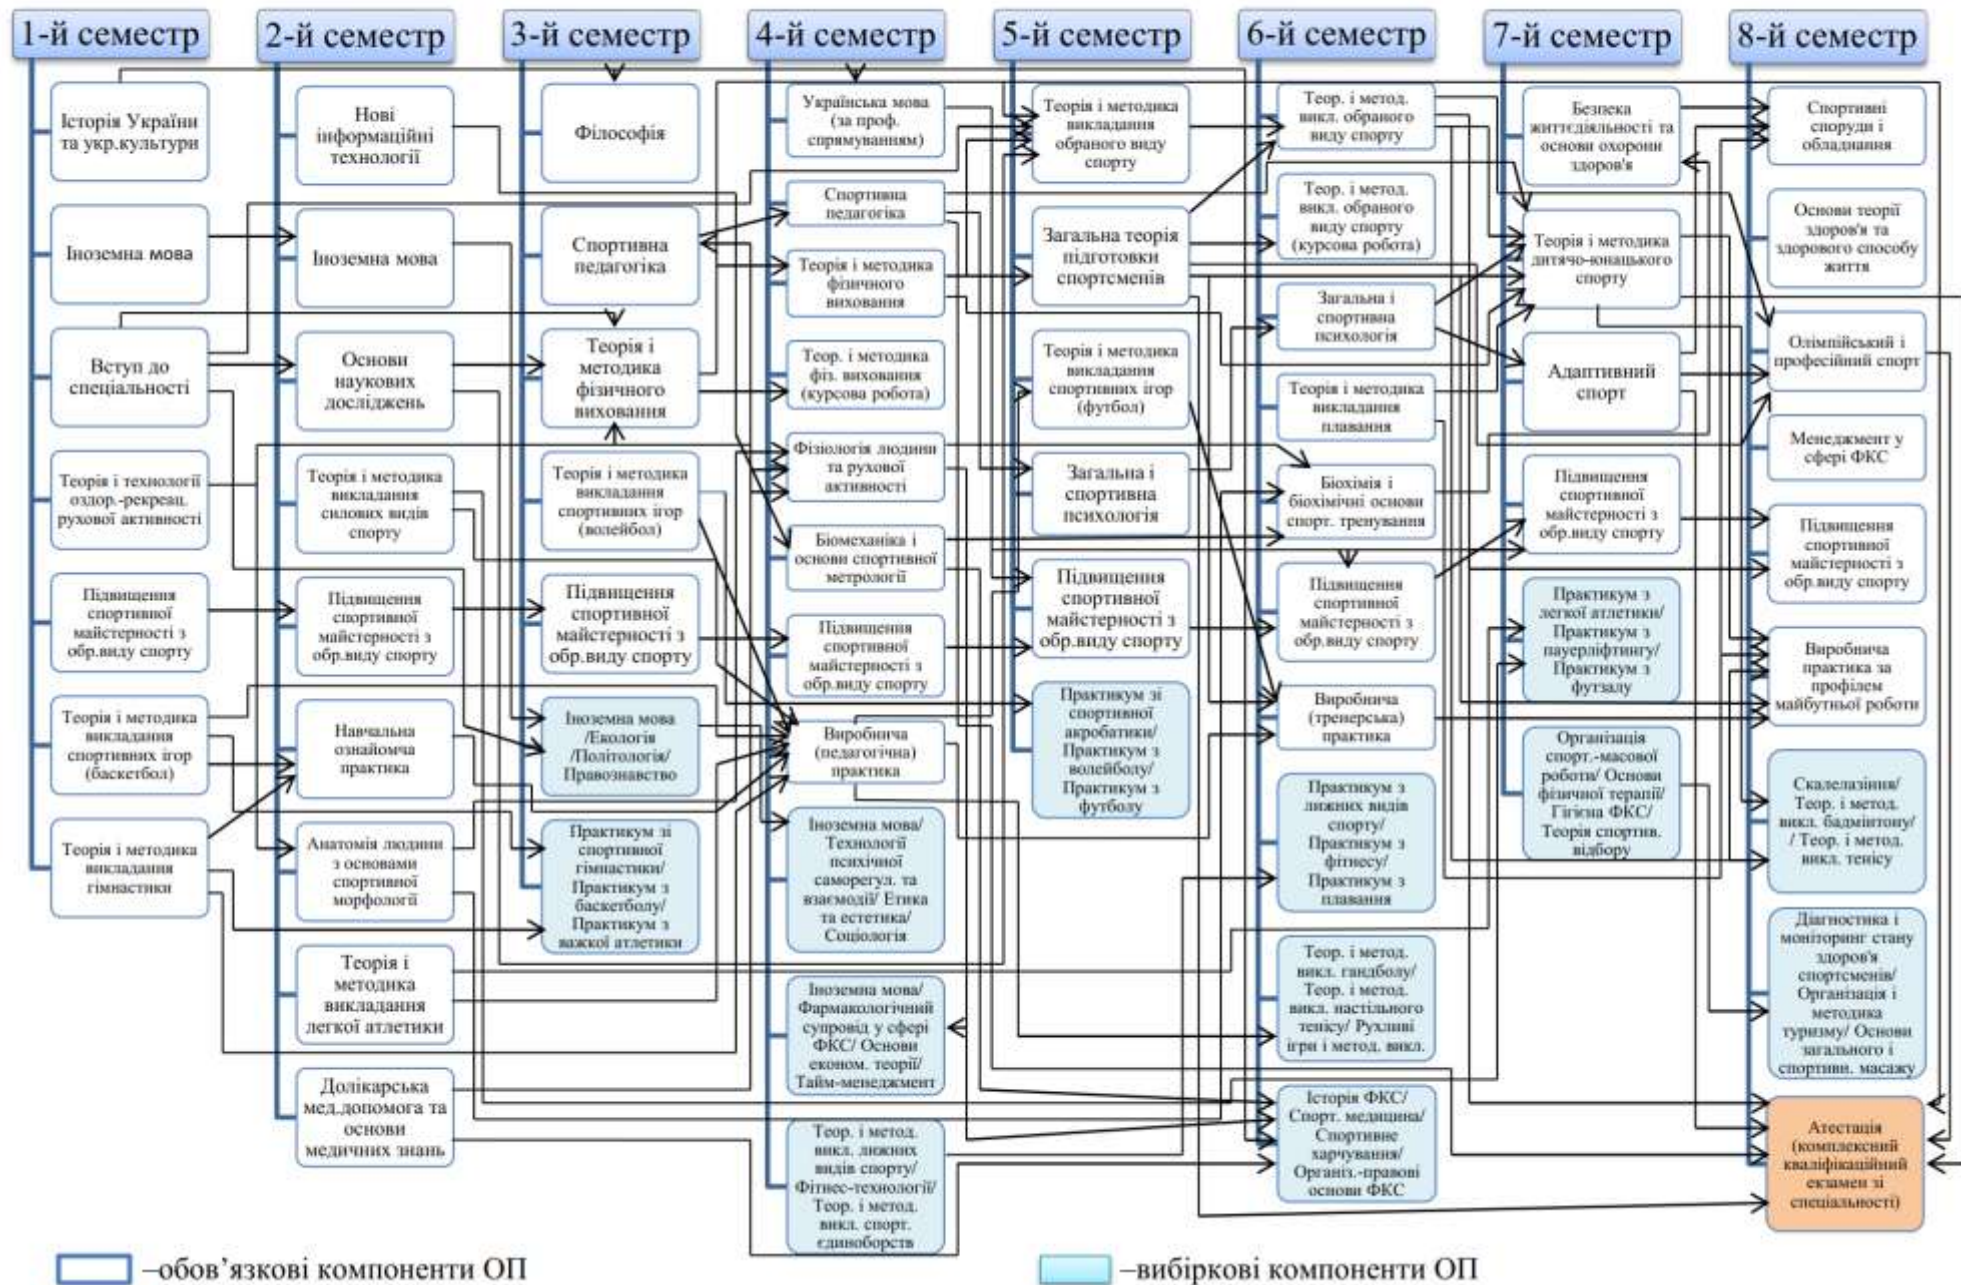 1-й семестр
Історія України
та укр.культури
Іноземна мова
Вступ до
спеціальності
Теорія і технології
оздор.-рекреац.
рухової активності
Підвищення
спортивної
майстерності з
обр.виду спорту
Теорія і методика
викладання
спортивних ігор
(баскетбол)
Теорія і методика
викладання
гімнастики
2-й семестр
Нові
інформаційні
технології
Іноземна мова
Основи
наукових
досліджень
Теорія і методика
викладання
силових видів
спорту
Підвищення
спортивної
майстерності з
обр.виду спорту
Навчальна
ознайомча
практика
Анатомія людини
з основами
спортивної
морфології
Теорія і
методика
викладання
легкої атлетики
Долікарська
мед.допомога та
основи
медичних знань
3-й семестр
Філософія
Спортивна
педагогіка
Теорія і
методика
фізичного
виховання
Теорія і методика
викладання
спортивних ігор
(волейбол)
Підвищення
спортивної
майстерності з
обр.виду спорту
Іноземна мова
/Екологія
/Політологія/
Правознавство
Практикум зі
спортивної
гімнастики/
Практикум з
баскетболу/
Практикум з
важкої атлетики
4-й семестр
Українська мова
(за проф.
спрямуванням)
Спортивна
педагогіка
Теорія і методика
фізичного
виховання
Теор. і методика
фіз. виховання
(курсова робота)
Фізіологія людини
та рухової
активності
Біомеханіка і
основи спортивної
метрології
Підвищення
спортивної
майстерності з
обр.виду спорту
Виробнича
(педагогічна)
практика
Іноземна мова/
Технології
психічної
саморегул. та
взаємодії/ Етика
та естетика/
Соціологія
Іноземна мова/
Фармакологічний
супровід у сфері
ФКС/ Основи
економ. теорії/
Тайм-менеджмент
Теор. і метод.
викл. лижних
видів спорту/
Фітнес-технології/
Теор. і метод.
викл. спорт.
єдиноборств
5-й семестр
Теорія і методика
викладання
обраного виду
спорту
Загальна теорія
підготовки
спортсменів
Теорія і методика
викладання
спортивних ігор
(футбол)
Загальна і
спортивна
психологія
Підвищення
спортивної
майстерності з
обр.виду спорту
Практикум зі
спортивної
акробатики/
Практикум з
волейболу/
Практикум з
футболу
6-й семестр
Теор. і метод.
викл. обраного
виду спорту
Теор. і метод.
викл. обраного
виду спорту
(курсова робота)
Загальна і
спортивна
психологія
Теорія і методика
викладання
плавання
Біохімія і
біохімічні основи
спорт. тренування
Підвищення
спортивної
майстерності з
обр.виду спорту
Виробнича
(тренерська)
практика
Практикум з
лижних видів
спорту/
Практикум з
фітнесу/
Практикум з
плавання
Теор. і метод.
викл. гандболу/
Теор. і метод.
викл. настільного
тенісу/ Рухливі
ігри і метод. викл.
Історія ФКС/
Спорт. медицина/
Спортивне
харчування/
Організ.-правові
основи ФКС
7-й семестр
Безпека
життєдіяльності та
основи охорони
здоров'я
Теорія і методика
дитячо-юнацького
спорту
Адаптивний
спорт
Підвищення
спортивної
майстерності з
обр.виду спорту
Практикум з
легкої атлетики/
Практикум з
пауерліфтингу/
Практикум з
футзалу
Організація
спорт.-масової
роботи/ Основи
фізичної терапії/
Гігієна ФКС/
Теорія спортив.
відбору
8-й семестр
Спортивні
споруди і
обладнання
Основи теорії
здоров'я та
здорового способу
життя
Олімпійський і
професійний спорт
Менеджмент у
сфері ФКС
Підвищення
спортивної
майстерності з
обр.виду спорту
Виробнича
практика за
профілем
майбутньої роботи
Скалелазіння/
Теор. і метод.
викл. бадмінтону/
/ Теор. і метод.
викл. тенісу
Діагностика і
моніторинг стану
здоров'я
спортсменів/
Організація і
методика
туризму/ Основи
загального і
спортивн. масажу
Атестація
(комплексний
кваліфікаційний
екзамен зі
спеціальності)
–обов’язкові компоненти ОП
–вибіркові компоненти ОП